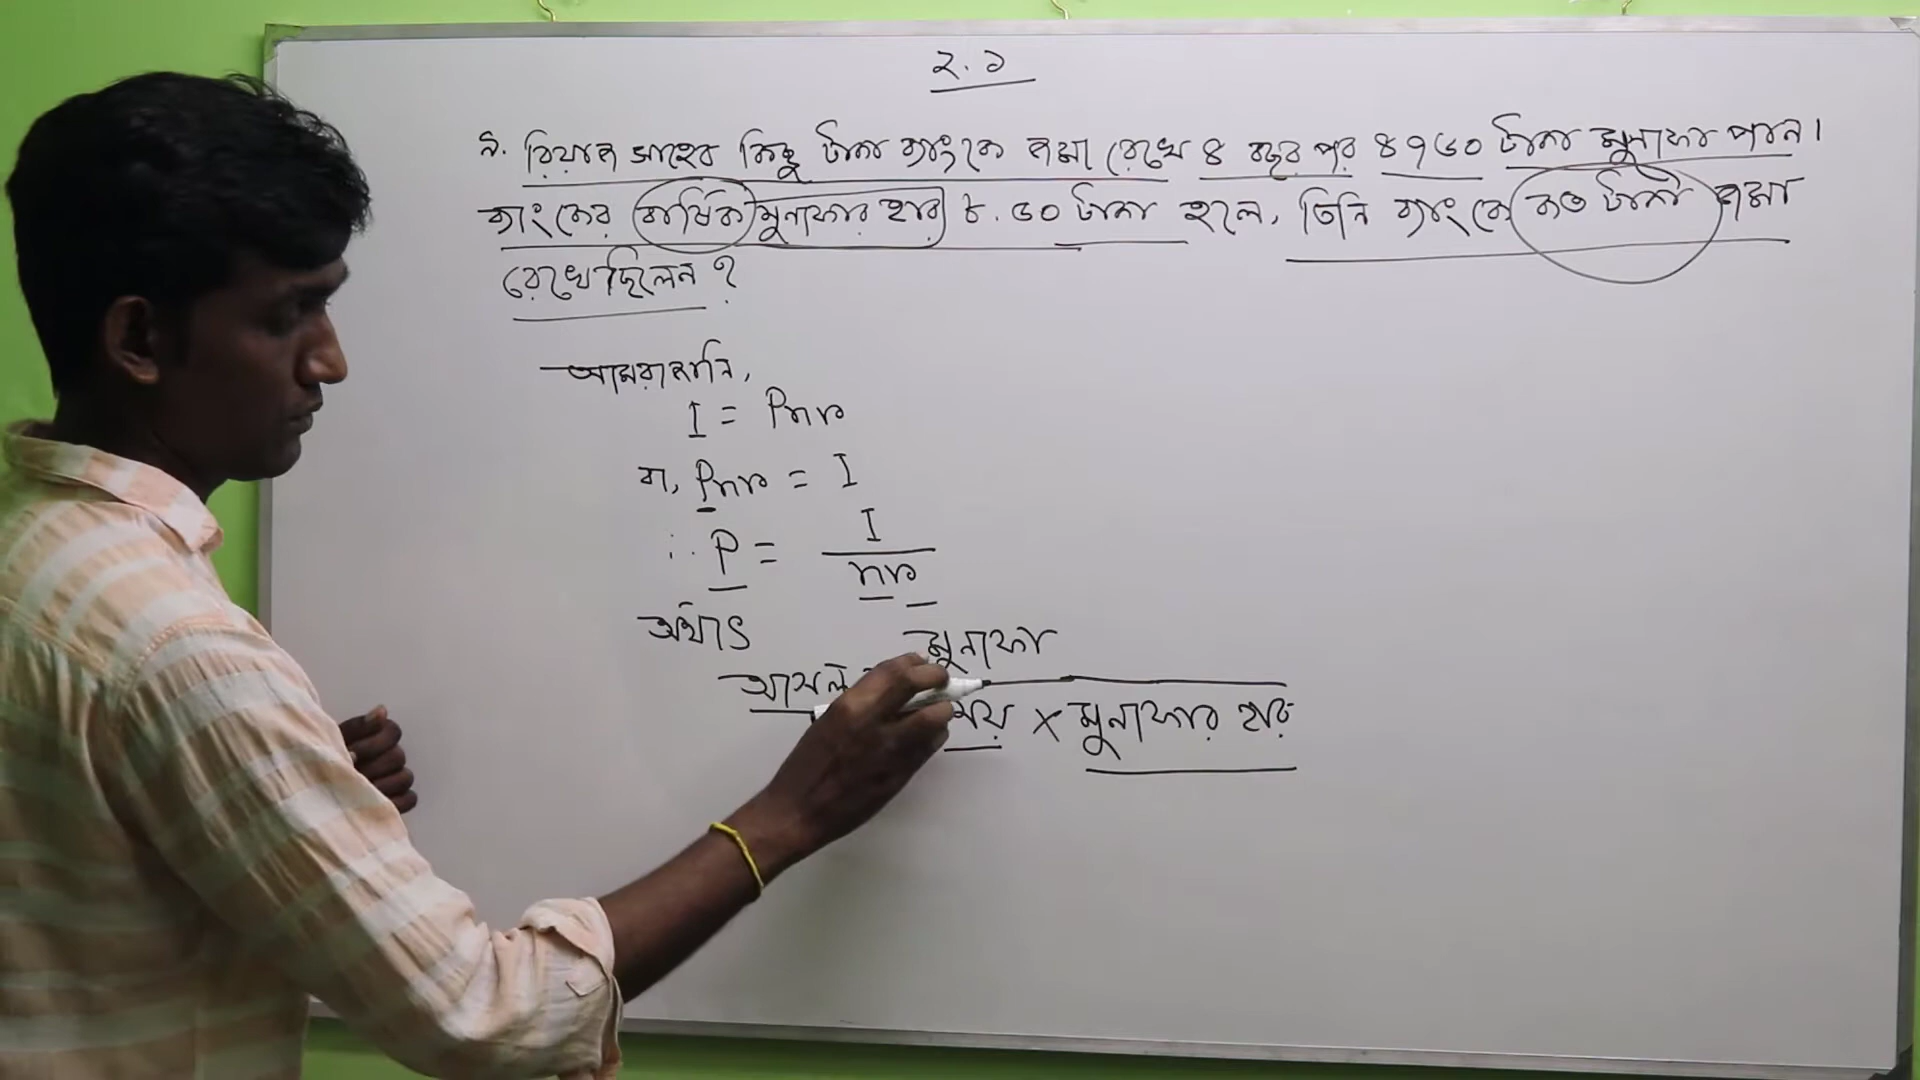 ২.১
৯. রিয়াজ সাহেব কিছু টাকা ব্যাংকে জমা রেখে ৪ বছর পর ৪৭৬০ টাকা মুনাফা পান।
ব্যাংকের বার্ষিক মুনাফার হার ৮.৫০ টাকা হলে, তিনি ব্যাংকে কত টাকা জমা
রেখেছিলেন?
আমরা জানি,
I = Pnr
বা, Pnr = I
∴ P = I
nr
অর্থাৎ
মুনাফা
আসল
× মুনাফার হার